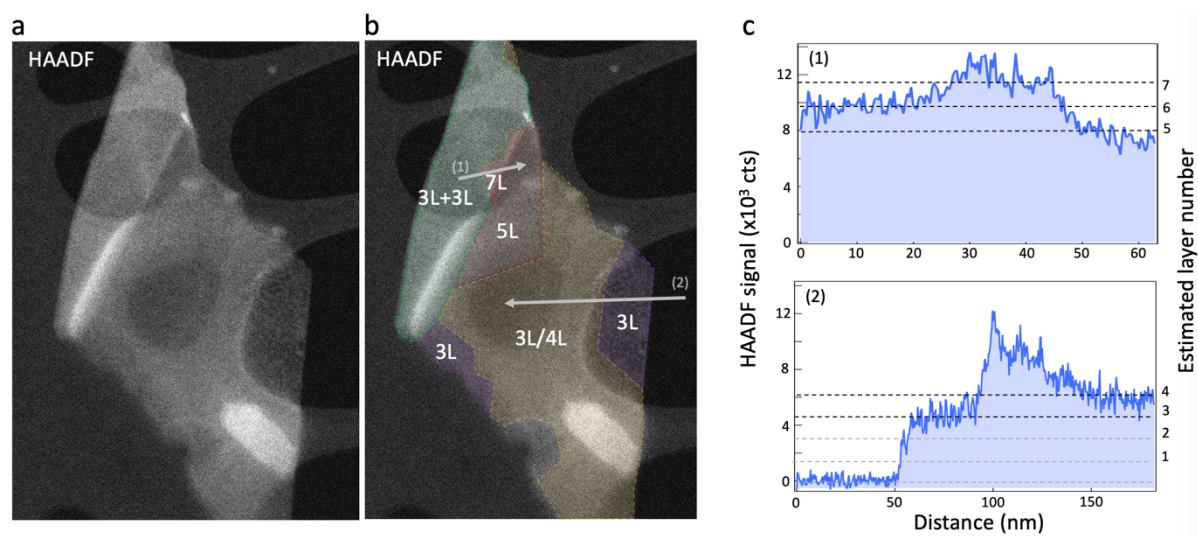 a
HAADF
b
HAADF
(1)
7L
3L+3L
5L
(2)
3L
3L/4L
3L
c
HAADF signal (x10³ cts)
(1)
12
8
4
0
0 10 20 30 40 50 60
7
6
5
(2)
12
8
4
0
0 50 100 150
4
3
2
1
Distance (nm)
Estimated layer number